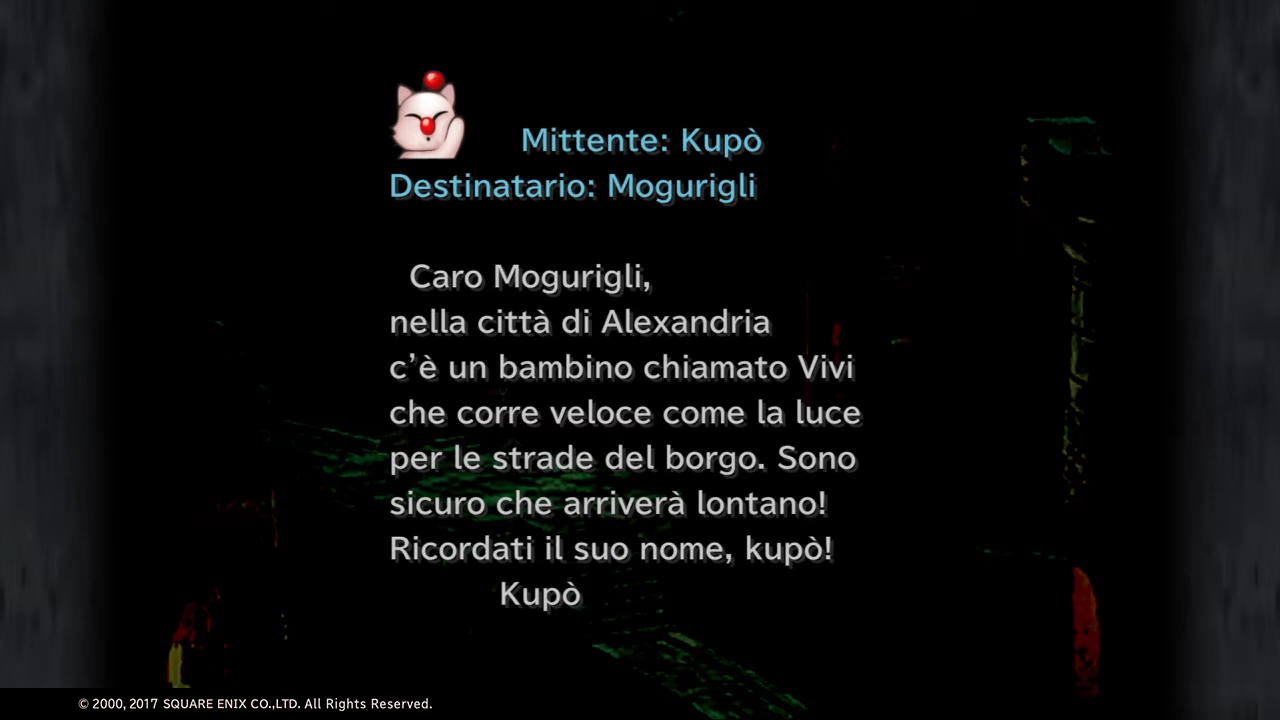 Mittente: Kupò
Destinatario: Mogurigli
Caro Mogurigli,
nella città di Alexandria
c'è un bambino chiamato Vivi
che corre veloce come la luce
per le strade del borgo. Sono
sicuro che arriverà lontano!
Ricordati il suo nome, kupò!
Kupò
© 2000, 2017 SQUARE ENIX CO.,LTD. All Rights Reserved.